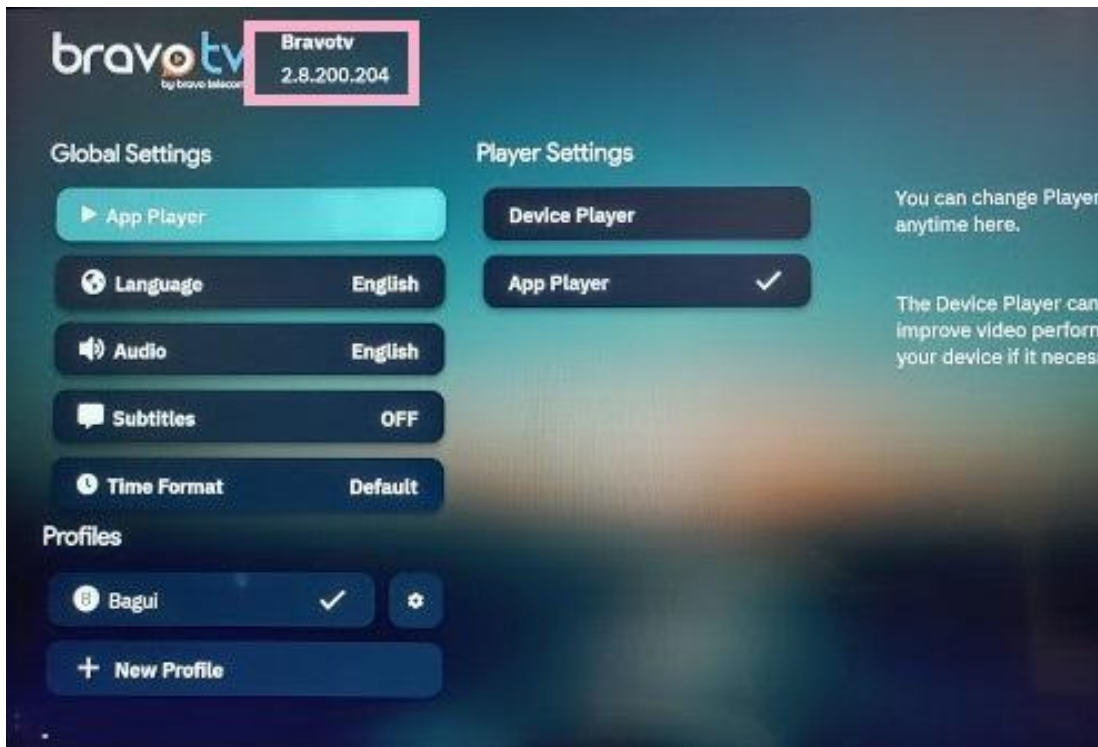 bravo tv
by bravo telecom
Bravotv
2.8.200.204
Global Settings
App Player
Language English
Audio English
Subtitles OFF
Time Format Default
Profiles
B Bagui
+ New Profile
Player Settings
Device Player
App Player
You can change Player
anytime here.
The Device Player can
improve video perform
your device if it neces